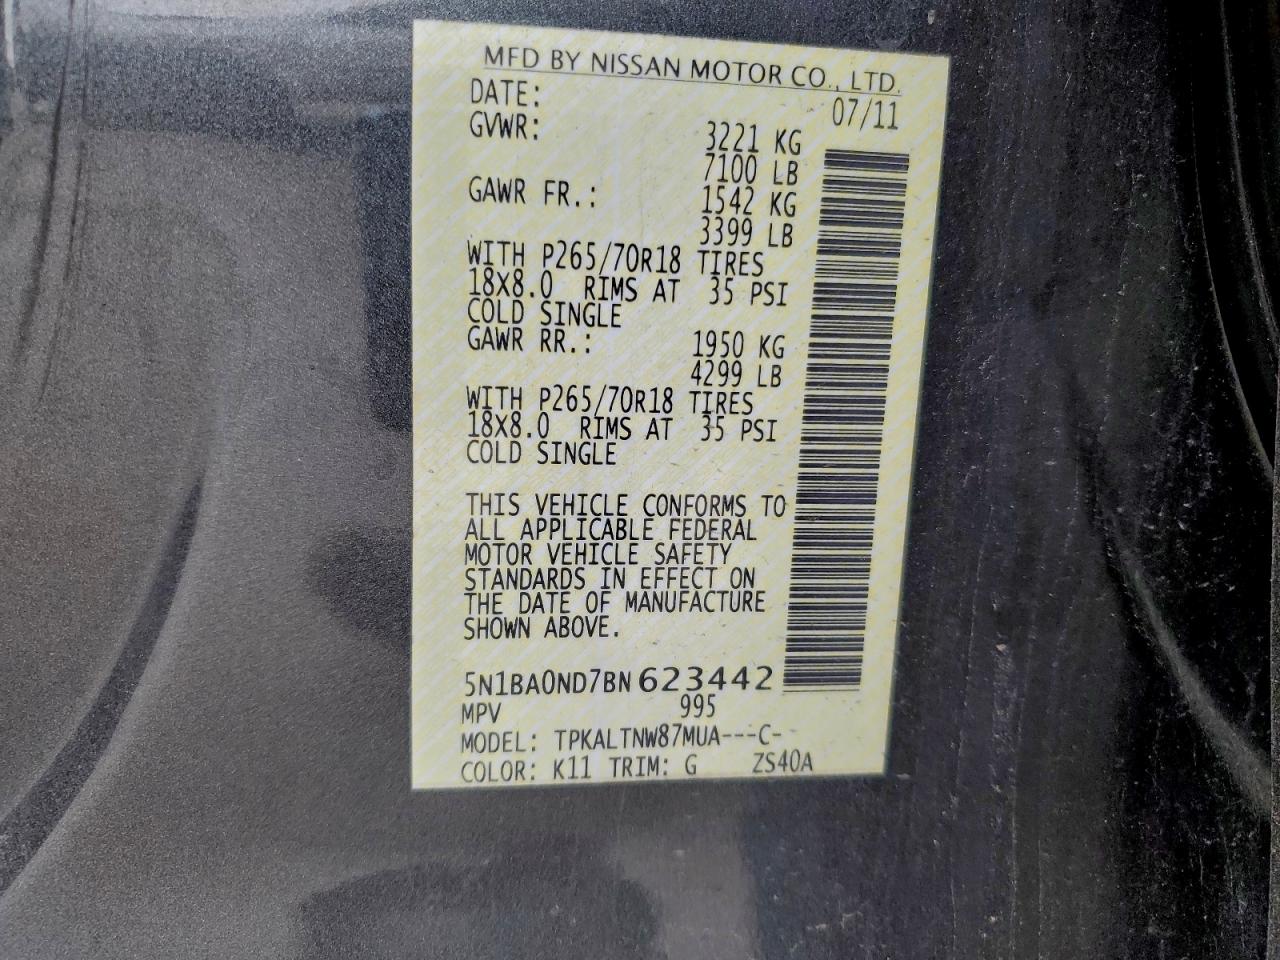 MFD BY NISSAN MOTOR CO., LTD.
DATE: 07/11
GVWR: 3221 KG
7100 LB
GAWR FR.: 1542 KG
3399 LB
WITH P265/70R18 TIRES
18X8.0 RIMS AT 35 PSI
COLD SINGLE
GAWR RR.: 1950 KG
4299 LB
WITH P265/70R18 TIRES
18X8.0 RIMS AT 35 PSI
COLD SINGLE
THIS VEHICLE CONFORMS TO
ALL APPLICABLE FEDERAL
MOTOR VEHICLE SAFETY
STANDARDS IN EFFECT ON
THE DATE OF MANUFACTURE
SHOWN ABOVE.
5N1BA0ND7BN623442
MPV 995
MODEL: TPKALTNW87MUA---C-
COLOR: K11 TRIM: G ZS40A